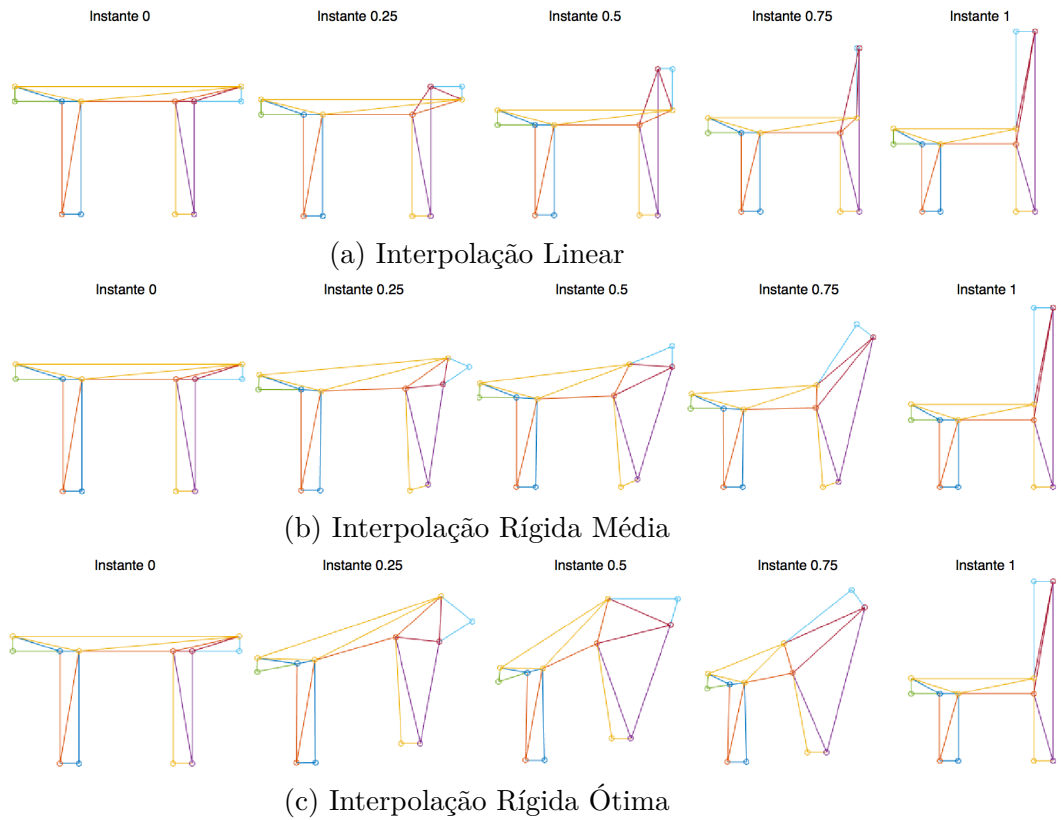 Instante 0 Instante 0.25 Instante 0.5 Instante 0.75 Instante 1
(a) Interpolação Linear
Instante 0 Instante 0.25 Instante 0.5 Instante 0.75 Instante 1
(b) Interpolação Rígida Média
Instante 0 Instante 0.25 Instante 0.5 Instante 0.75 Instante 1
(c) Interpolação Rígida Ótima